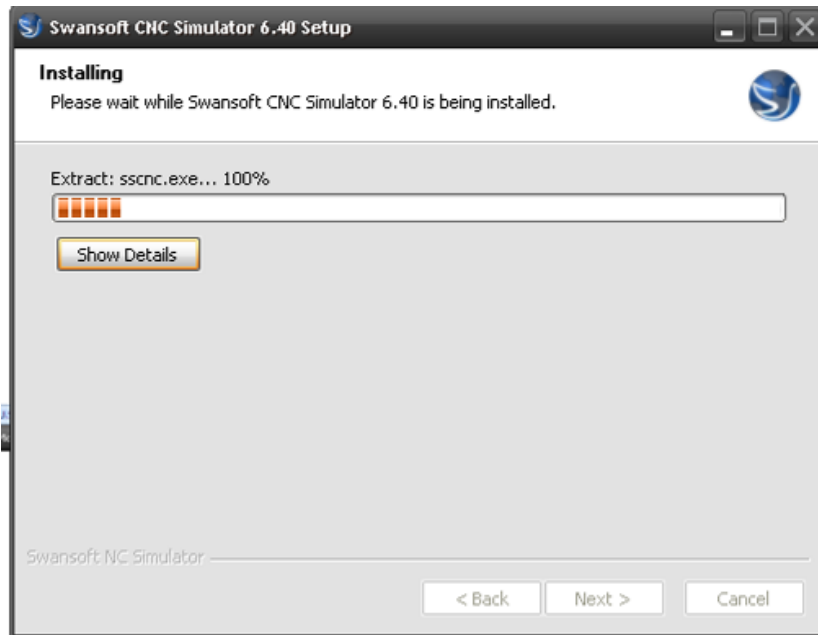 Swansoft CNC Simulator 6.40 Setup
Installing
Please wait while Swansoft CNC Simulator 6.40 is being installed.
Extract: sscnc.exe... 100%
Show Details
Swansoft NC Simulator
< Back Next > Cancel